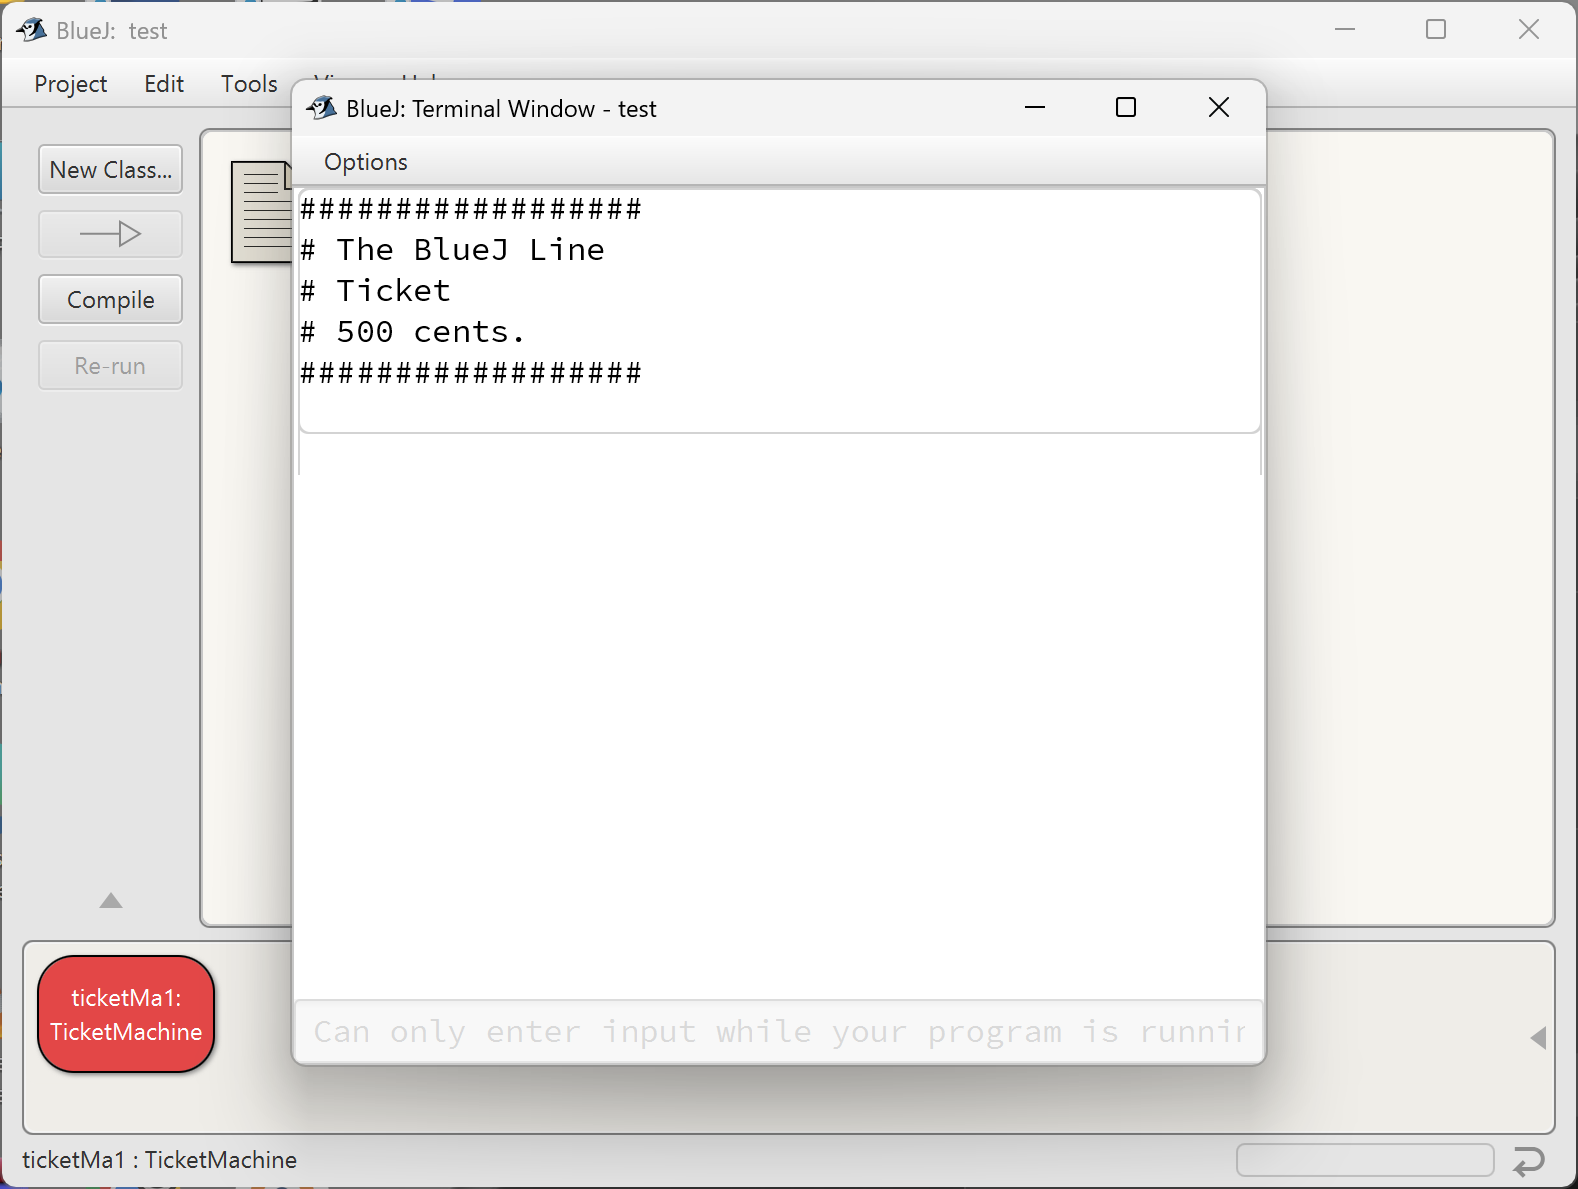 BlueJ: test
Project Edit Tools
BlueJ: Terminal Window - test
Options
New Class...
Compile
Re-run
##################
# The BlueJ Line
# Ticket
# 500 cents.
##################
Can only enter input while your program is
ticketMa1:
TicketMachine
ticketMa1 : TicketMachine